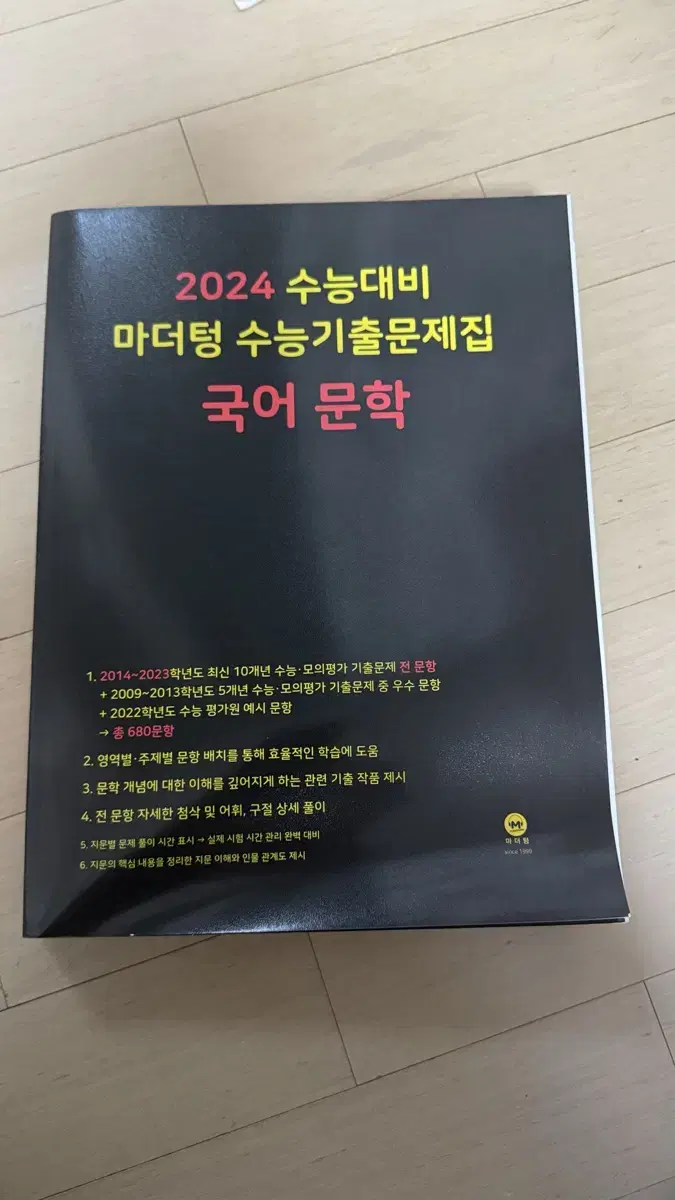 2024 수능대비
마더텅 수능기출문제집
국어 문학
1. 2014~2023학년도 최신 10개년 수능·모의평가 기출문제 전 문항
+ 2009~2013학년도 5개년 수능·모의평가 기출문제 중 우수 문항
+ 2022학년도 수능 평가원 예시 문항
→ 총 680문항
2. 영역별·주제별 문항 배치를 통해 효율적인 학습에 도움
3. 문학 개념에 대한 이해를 깊어지게 하는 관련 기출 작품 제시
4. 전 문항 자세한 첨삭 및 어휘, 구절 상세 풀이
5. 지문별 문제 풀이 시간 표시 → 실제 시험 시간 관리 완벽 대비
6. 지문의 핵심 내용을 정리한 지문 이해와 인물 관계도 제시
M
마더텅
since 1999